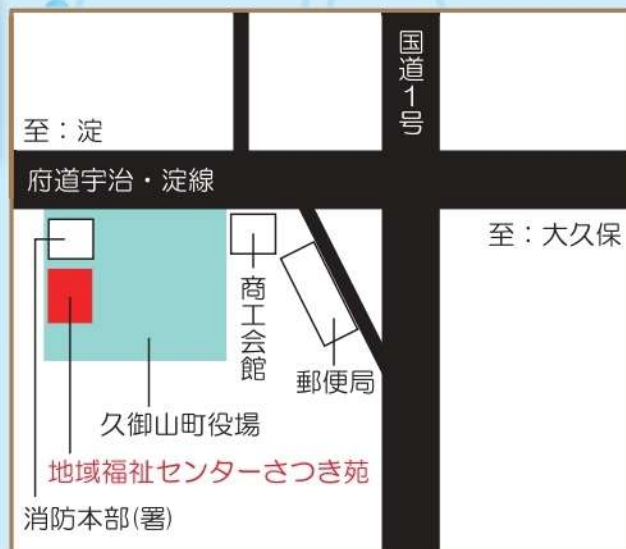 国道1号
至：淀
府道宇治・淀線
至：大久保
商工会館
郵便局
久御山町役場
地域福祉センターさつき苑
消防本部(署)